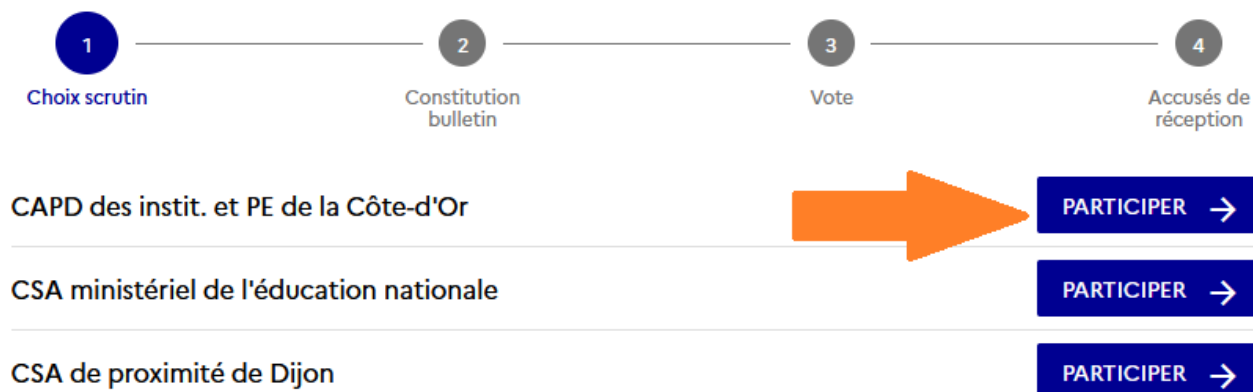 1
2
3
4
Choix scrutin
Constitution
bulletin
Vote
Accusés de
réception
CAPD des instit. et PE de la Côte-d'Or
PARTICIPER →
CSA ministériel de l'éducation nationale
PARTICIPER →
CSA de proximité de Dijon
PARTICIPER →